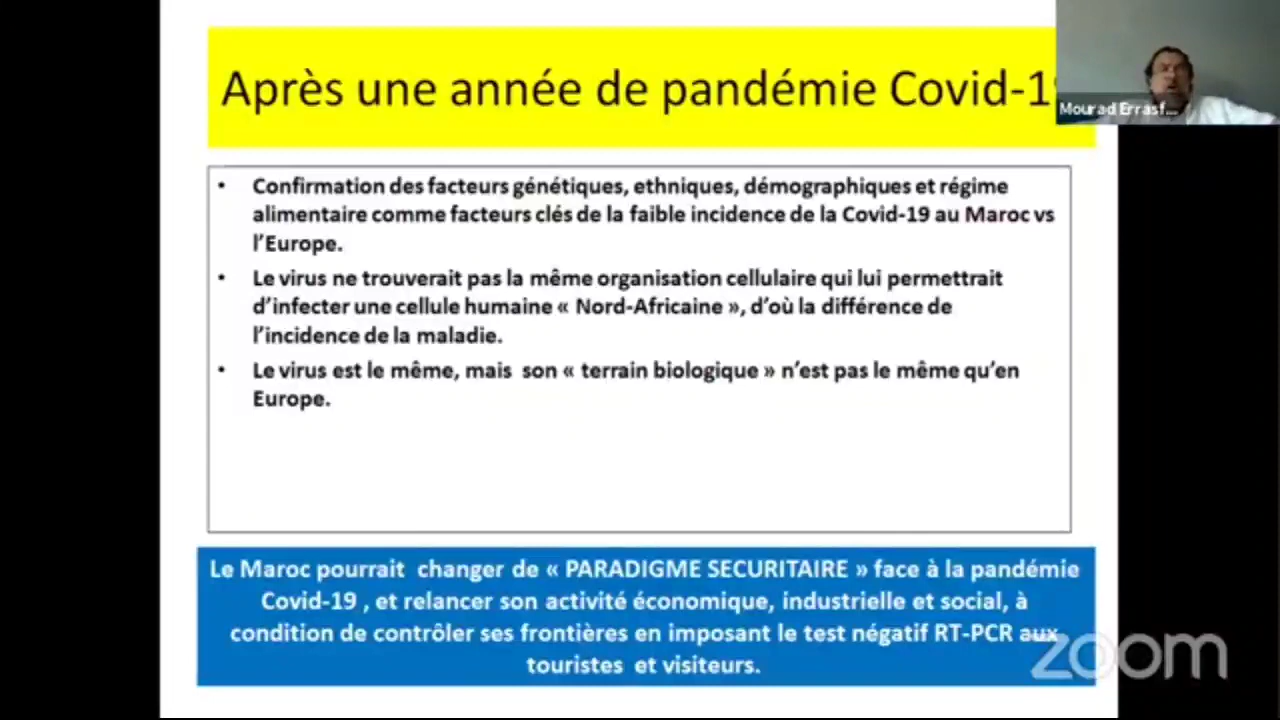 Après une année de pandémie Covid-19
Mourad Errasf...
• Confirmation des facteurs génétiques, ethniques, démographiques et régime
alimentaire comme facteurs clés de la faible incidence de la Covid-19 au Maroc vs
l'Europe.
• Le virus ne trouverait pas la même organisation cellulaire qui lui permettrait
d'infecter une cellule humaine « Nord-Africaine », d'où la différence de
l'incidence de la maladie.
• Le virus est le même, mais son « terrain biologique » n'est pas le même qu'en
Europe.
Le Maroc pourrait changer de « PARADIGME SECURITAIRE » face à la pandémie
Covid-19 , et relancer son activité économique, industrielle et social, à
condition de contrôler ses frontières en imposant le test négatif RT-PCR aux
touristes et visiteurs.
zoom